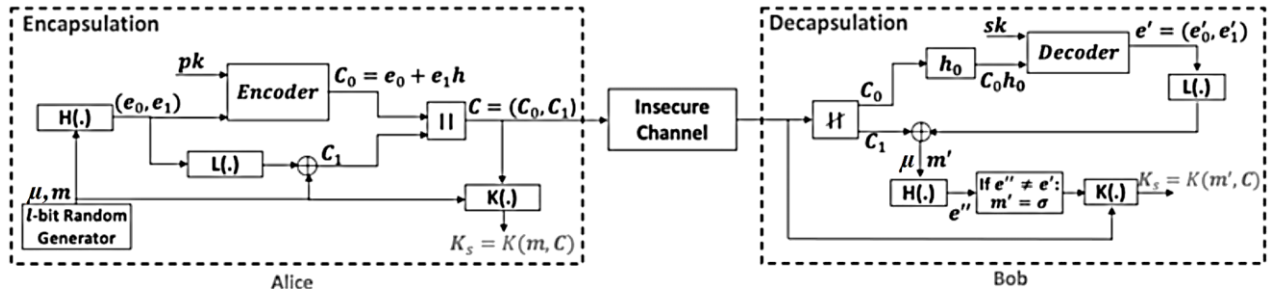 Encapsulation
pk
Encoder
C₀ = e₀ + e₁h
(e₀, e₁)
H(.)
||
C = (C₀, C₁)
L(.)
C₁
μ, m
l-bit Random
Generator
K(.)
Kₛ = K(m, C)
Alice
Insecure
Channel
Decapsulation
sk
Decoder
e′ = (e′₀, e′₁)
h₀
C₀h₀
C₀
L(.)
C₁
μ m′
H(.)
e′′
If e′′ ≠ e′:
m′ = σ
K(.)
Kₛ = K(m′, C)
Bob